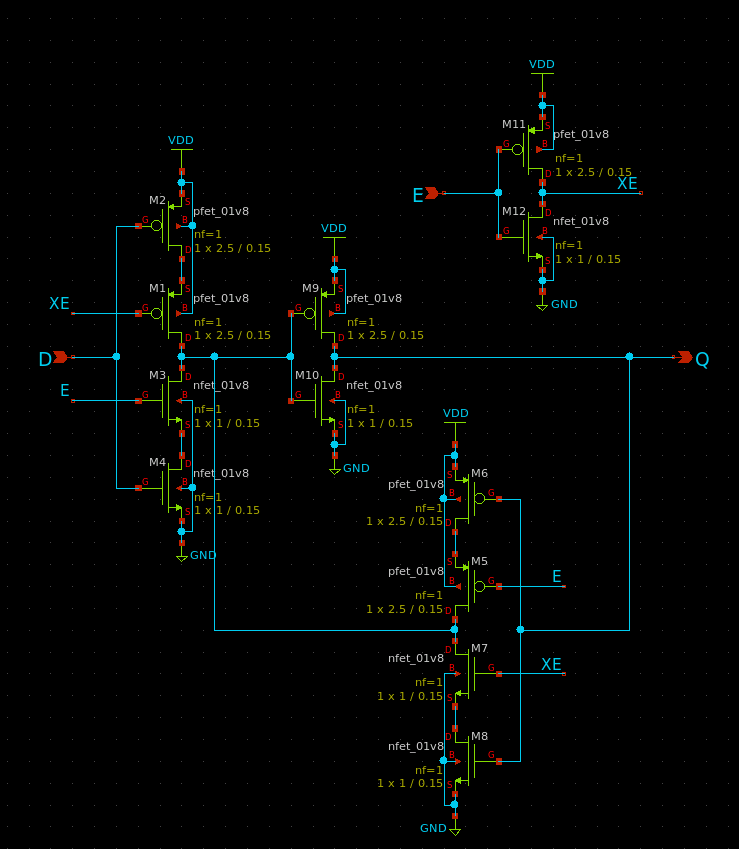 VDD
M11
G
S
pfet_01v8
B
nf=1
D
1 x 2.5 / 0.15
XE
E
M12
D
nfet_01v8
G
B
nf=1
S
1 x 1 / 0.15
GND
VDD
M2
S
pfet_01v8
G
B
nf=1
D
1 x 2.5 / 0.15
XE
M1
S
pfet_01v8
G
B
nf=1
D
1 x 2.5 / 0.15
VDD
M9
S
pfet_01v8
G
B
nf=1
D
1 x 2.5 / 0.15
D
Q
E
M3
D
nfet_01v8
G
B
nf=1
S
1 x 1 / 0.15
M10
D
nfet_01v8
G
B
nf=1
S
1 x 1 / 0.15
GND
M4
D
nfet_01v8
G
B
nf=1
S
1 x 1 / 0.15
GND
VDD
M6
S
pfet_01v8
B
G
nf=1
D
1 x 2.5 / 0.15
M5
S
pfet_01v8
B
G
E
nf=1
D
1 x 2.5 / 0.15
M7
D
nfet_01v8
B
G
XE
nf=1
S
1 x 1 / 0.15
M8
D
nfet_01v8
B
G
nf=1
S
1 x 1 / 0.15
GND